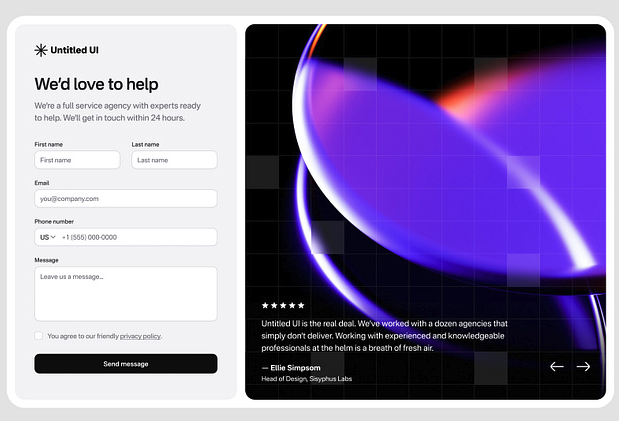 Untitled UI
We'd love to help
We're a full service agency with experts ready
to help. We'll get in touch within 24 hours.
First name
Last name
First name
Last name
Email
you@company.com
Phone number
US
+1 (555) 000-0000
Message
Leave us a message...
You agree to our friendly privacy policy.
Send message
Untitled UI is the real deal. We've worked with a dozen agencies that
simply don't deliver. Working with experienced and knowledgeable
professionals at the helm is a breath of fresh air.
— Ellie Simpsom
Head of Design, Sisyphus Labs